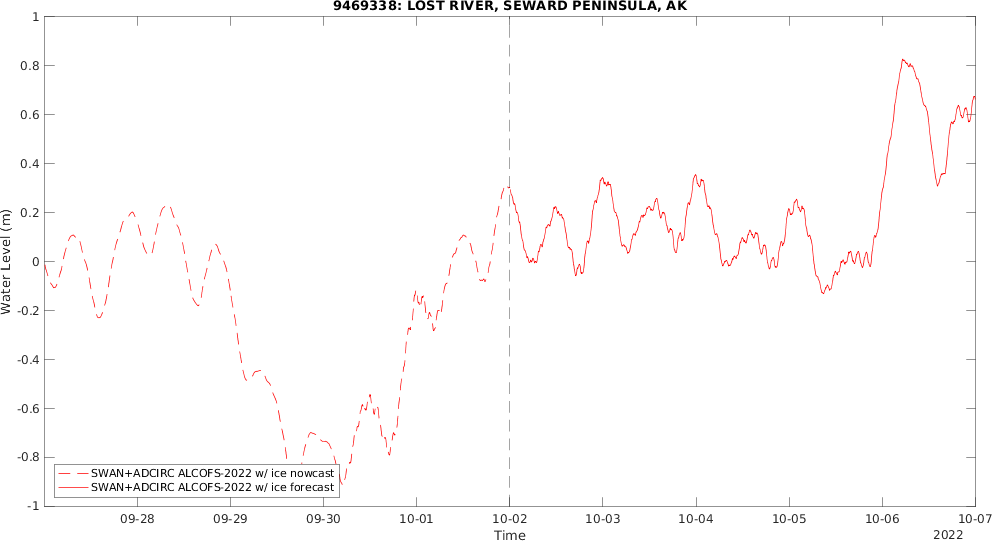 9469338: LOST RIVER, SEWARD PENINSULA, AK
1
0.8
0.6
0.4
0.2
0
-0.2
-0.4
-0.6
-0.8
-1
Water Level (m)
SWAN+ADCIRC ALCOFS-2022 w/ ice nowcast
SWAN+ADCIRC ALCOFS-2022 w/ ice forecast
09-28 09-29 09-30 10-01 10-02 10-03 10-04 10-05 10-06 10-07
Time
2022